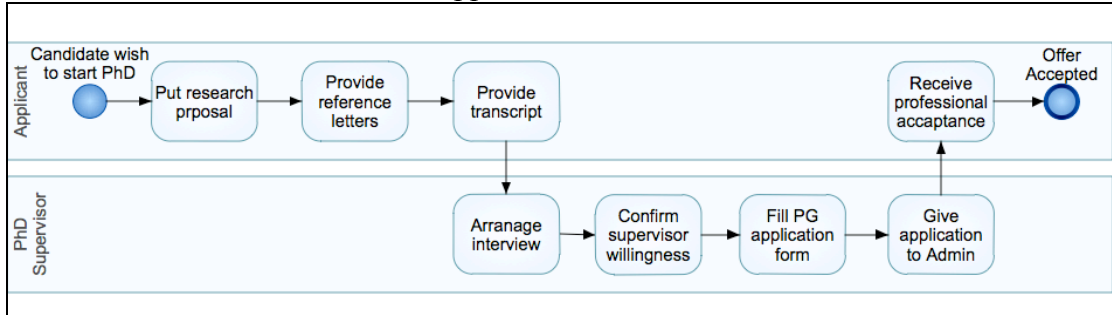 Applicant
Candidate wish
to start PhD
Put research
prposal
Provide
reference
letters
Provide
transcript
Receive
professional
accaptance
Offer
Accepted
PhD
Supervisor
Arranage
interview
Confirm
supervisor
willingness
Fill PG
application
form
Give
application
to Admin